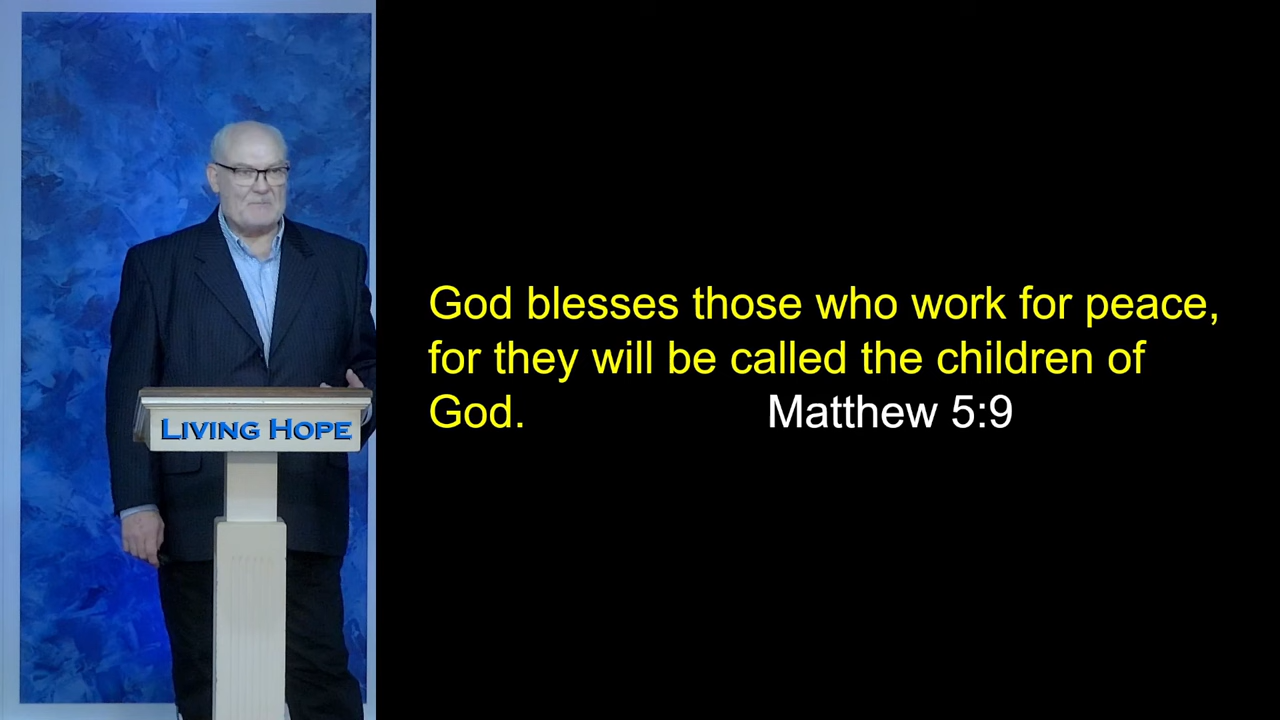 LIVING HOPE
God blesses those who work for peace,
for they will be called the children of
God. Matthew 5:9